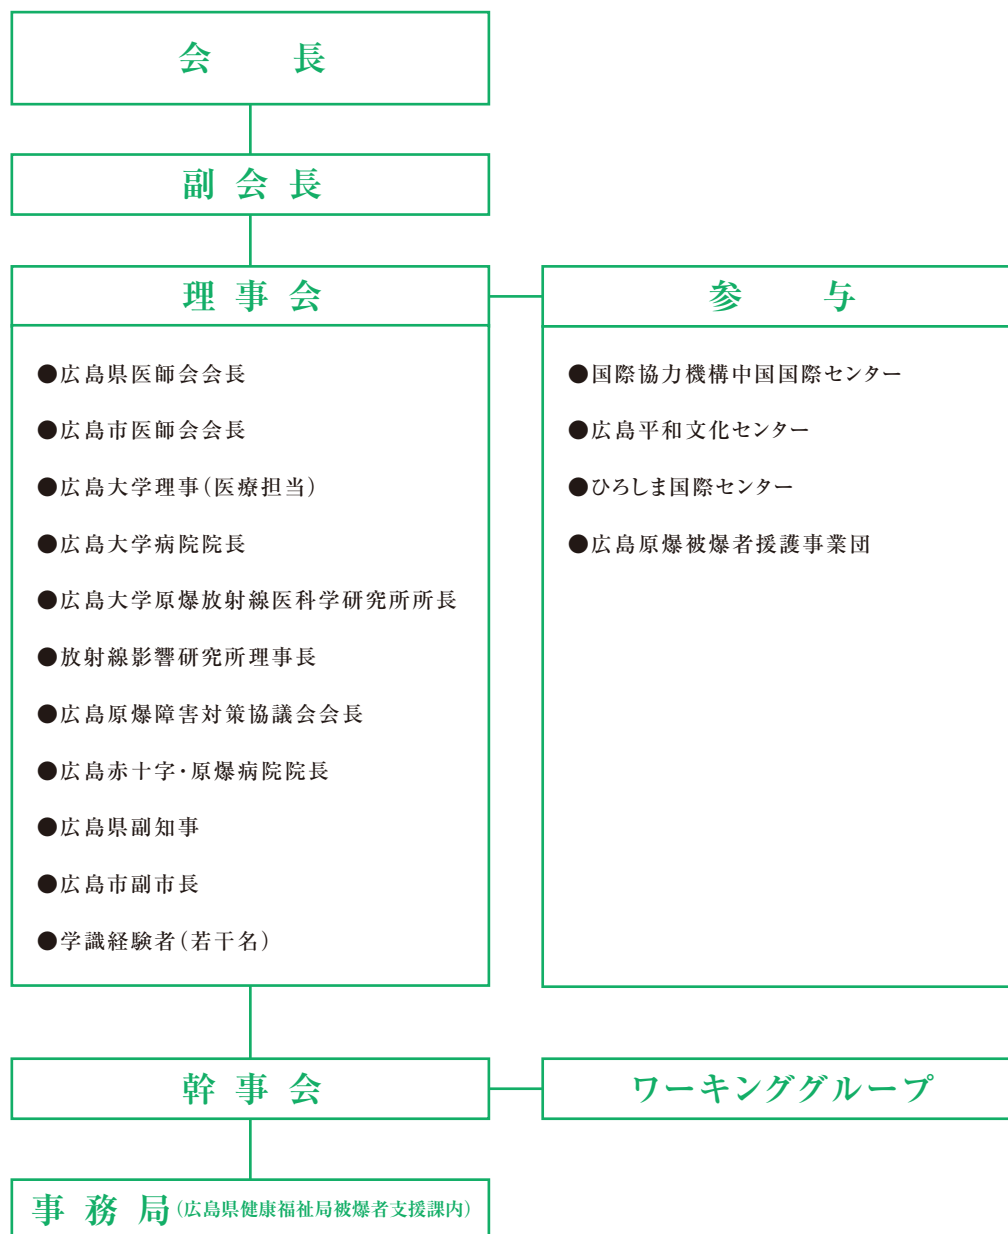 会長
副会長
理事会
●広島県医師会会長
●広島市医師会会長
●広島大学理事(医療担当)
●広島大学病院院長
●広島大学原爆放射線医科学研究所所長
●放射線影響研究所理事長
●広島原爆障害対策協議会会長
●広島赤十字・原爆病院院長
●広島県副知事
●広島市副市長
●学識経験者(若干名)
参与
●国際協力機構中国国際センター
●広島平和文化センター
●ひろしま国際センター
●広島原爆被爆者援護事業団
幹事会
ワーキンググループ
事務局(広島県健康福祉局被爆者支援課内)